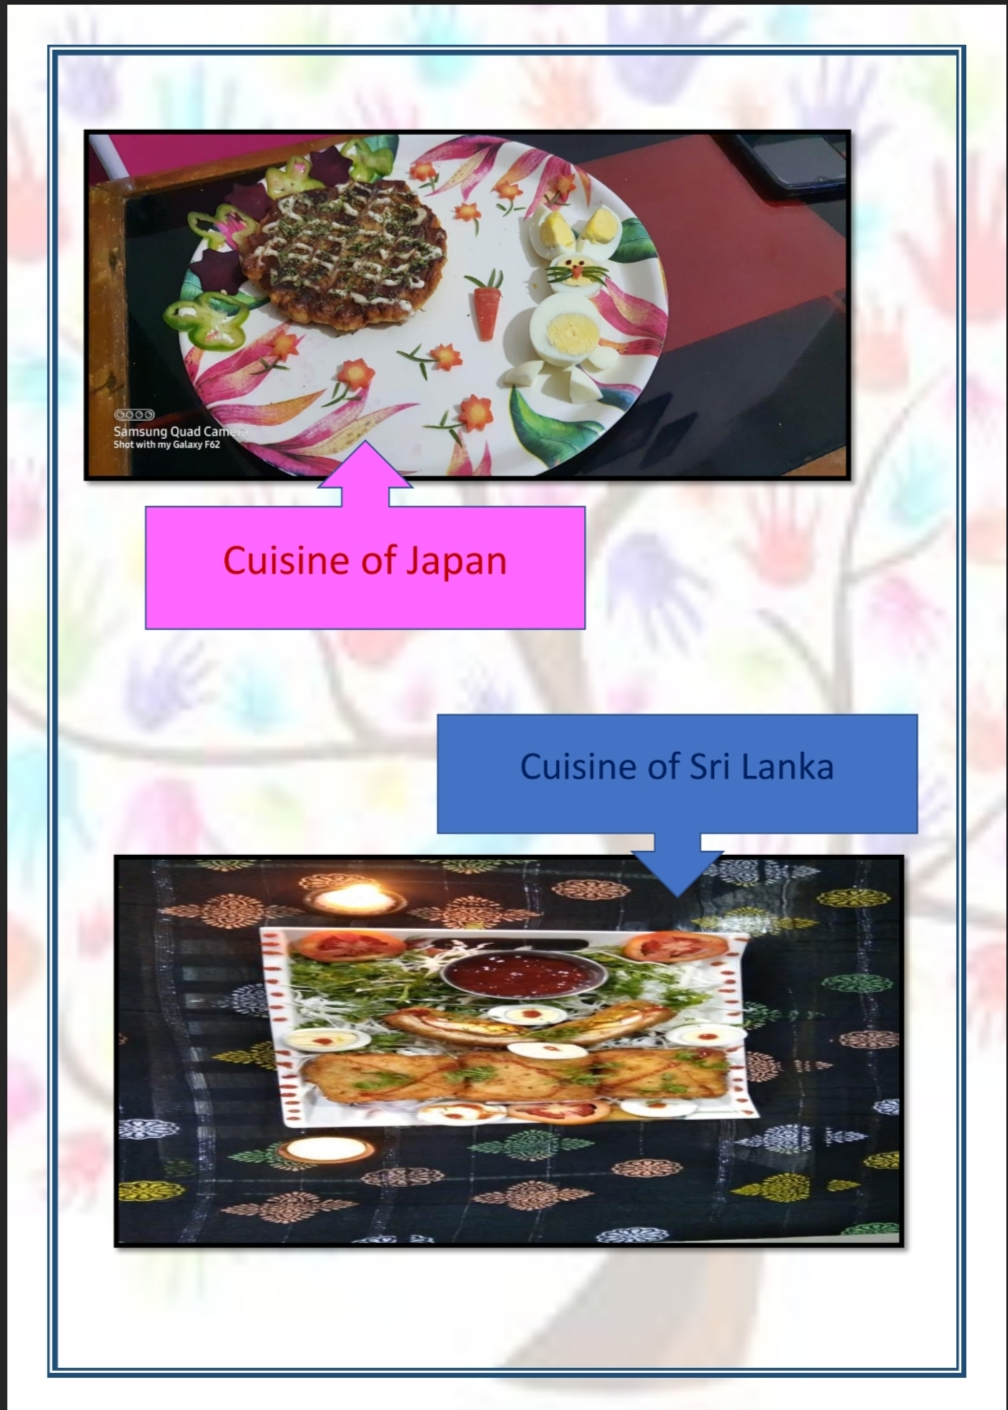 Samsung Quad Camera
Shot with my Galaxy F62
Cuisine of Japan
Cuisine of Sri Lanka